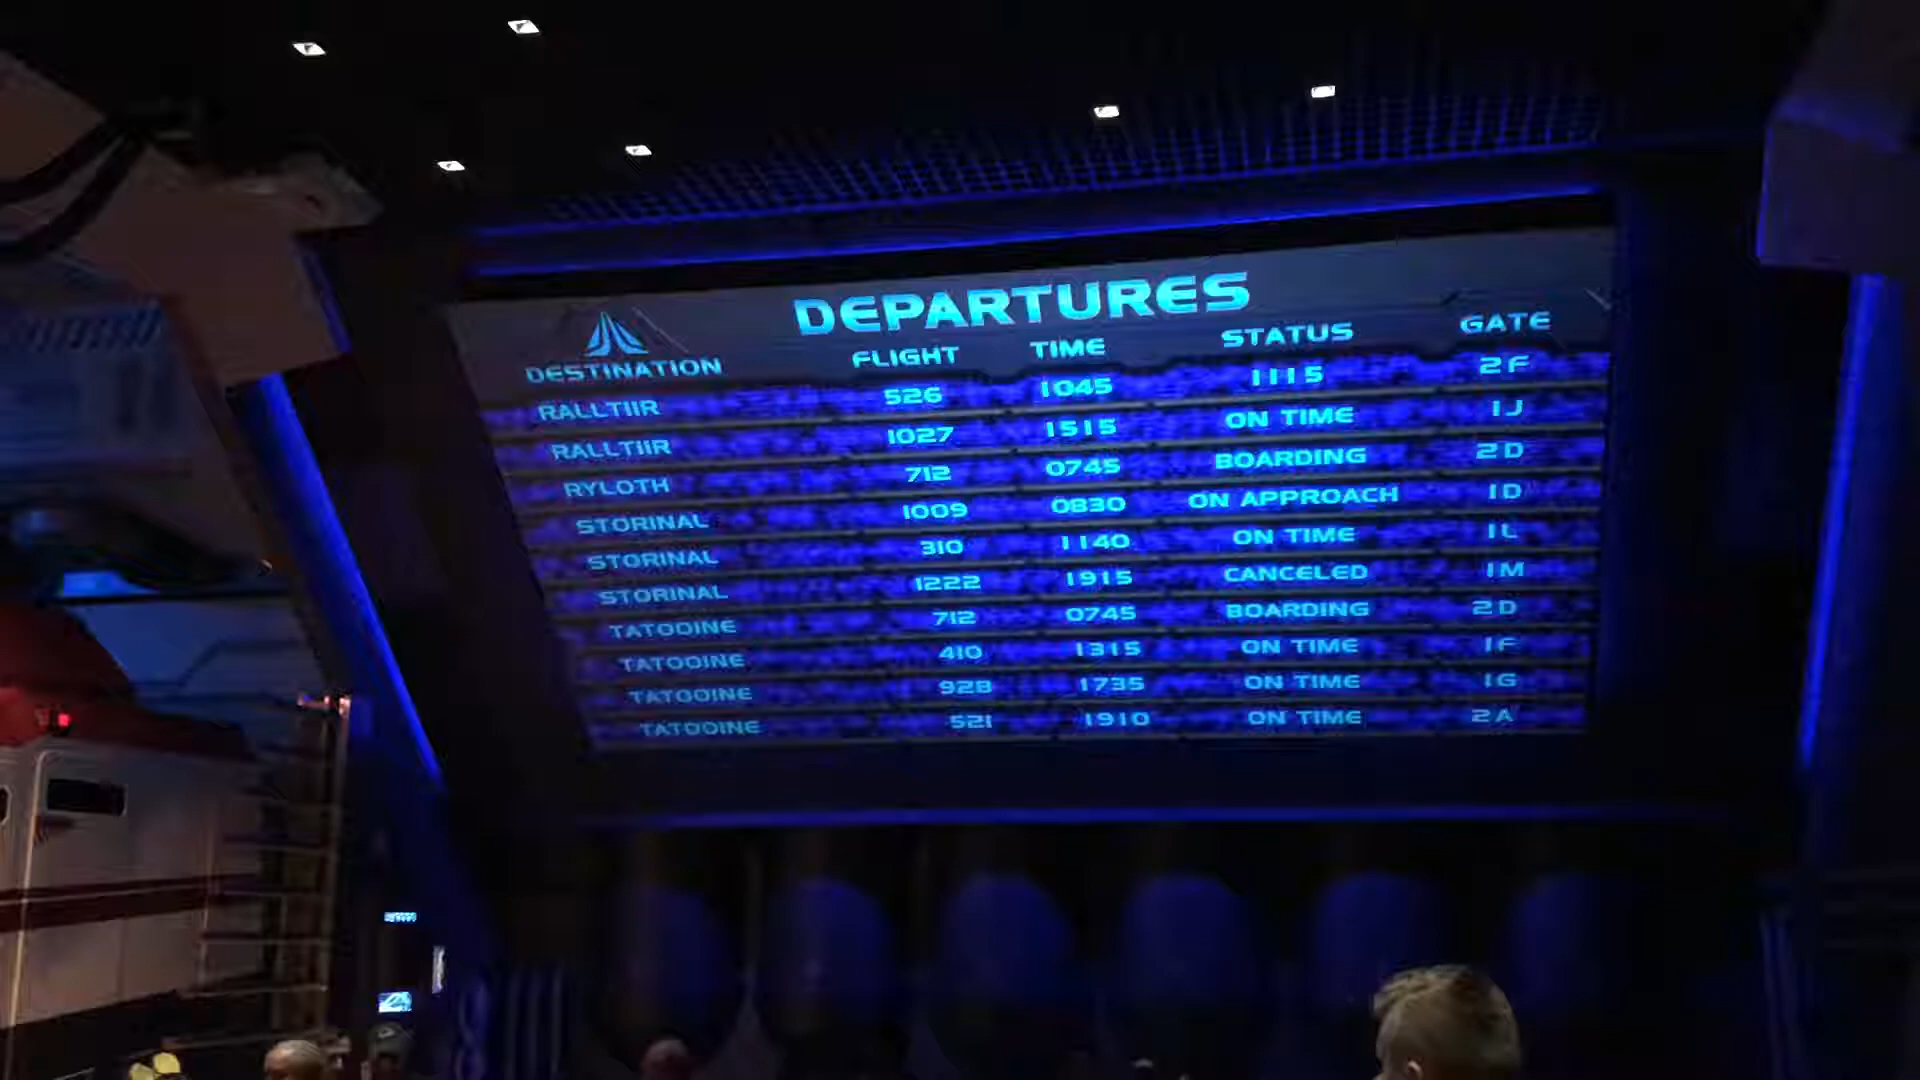 DEPARTURES
DESTINATION FLIGHT TIME STATUS GATE
RALLTIIR 526 1045 1115 2F
RALLTIIR 1027 1515 ON TIME 1J
RYLOTH 712 0745 BOARDING 2D
STORINAL 1009 0830 ON APPROACH 1D
STORINAL 310 1140 ON TIME 1L
STORINAL 1222 1915 CANCELED 1M
TATOOINE 712 0745 BOARDING 2D
TATOOINE 410 1315 ON TIME 1F
TATOOINE 928 1735 ON TIME 1G
TATOOINE 521 1910 ON TIME 2A